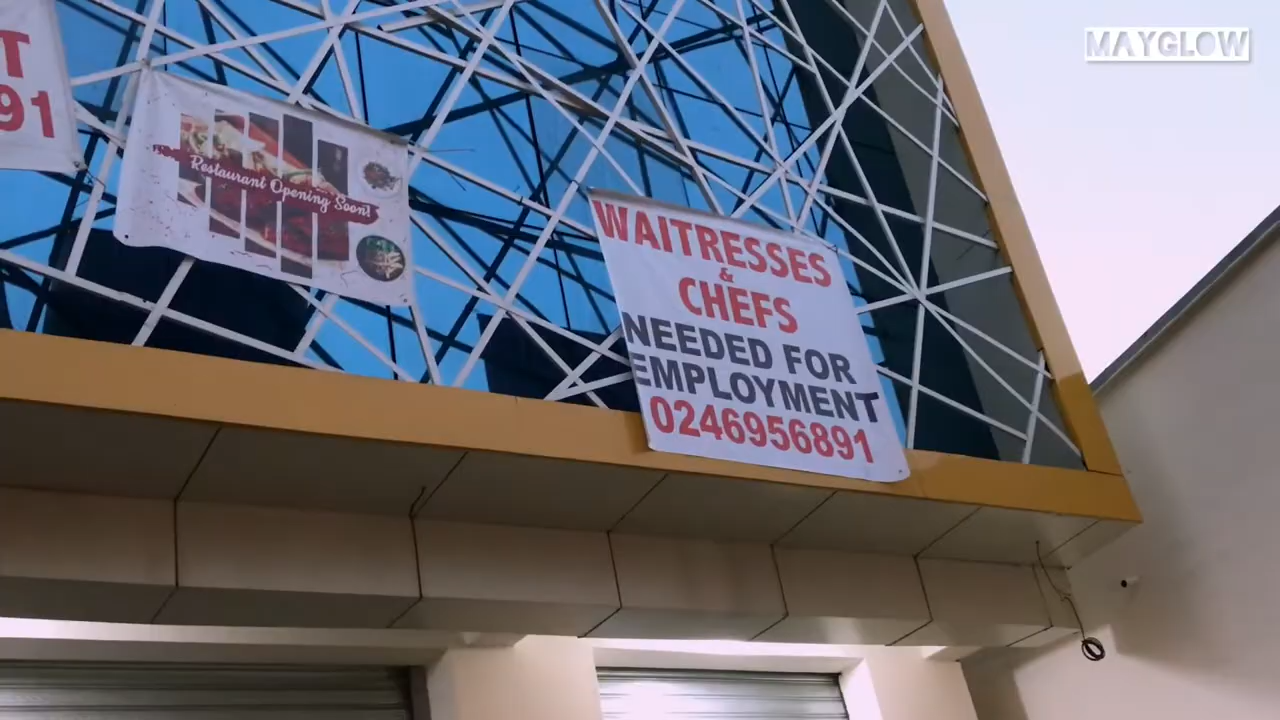 MAYGLOW
T
91
Restaurant Opening Soon!
WAITRESSES
&
CHEFS
NEEDED FOR
EMPLOYMENT
0246956891